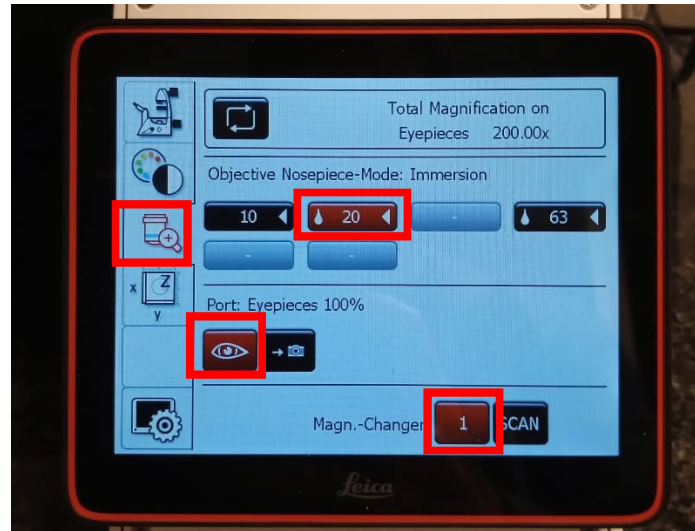 Total Magnification on
Eyepieces 200.00x
Objective Nosepiece-Mode: Immersion
10 20 - 63
- -
Port: Eyepieces 100%
Magn.-Changer 1 SCAN
x Z
y
Leica